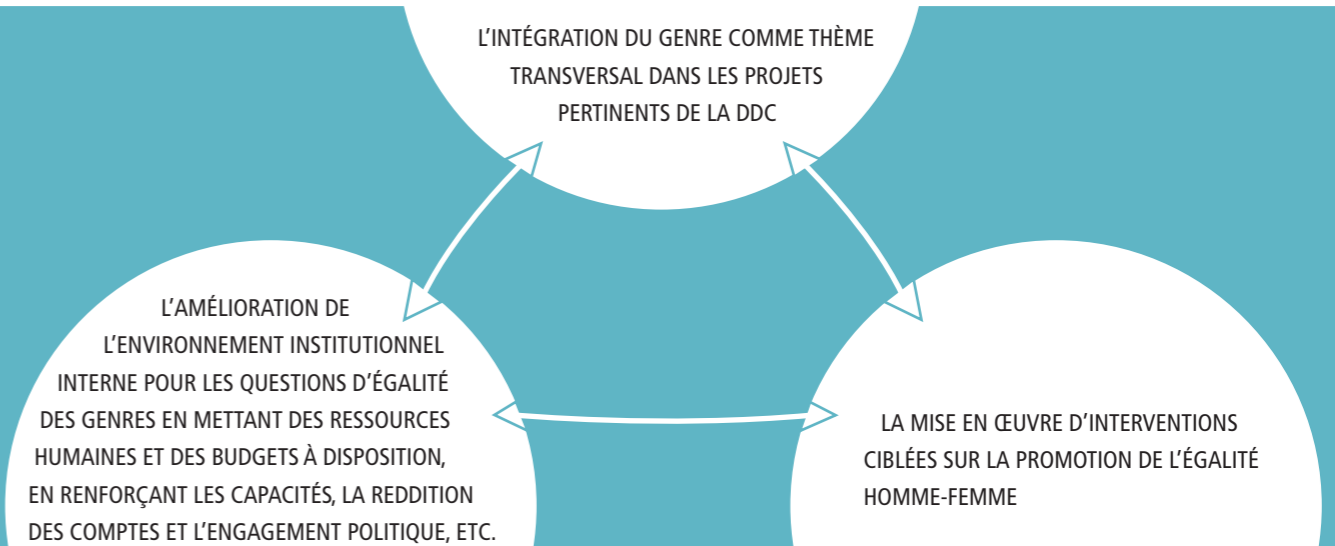 L'INTÉGRATION DU GENRE COMME THÈME
TRANSVERSAL DANS LES PROJETS
PERTINENTS DE LA DDC
L'AMÉLIORATION DE
L'ENVIRONNEMENT INSTITUTIONNEL
INTERNE POUR LES QUESTIONS D'ÉGALITÉ
DES GENRES EN METTANT DES RESSOURCES
HUMAINES ET DES BUDGETS À DISPOSITION,
EN RENFORÇANT LES CAPACITÉS, LA REDDITION
DES COMPTES ET L'ENGAGEMENT POLITIQUE, ETC.
LA MISE EN ŒUVRE D'INTERVENTIONS
CIBLÉES SUR LA PROMOTION DE L'ÉGALITÉ
HOMME-FEMME